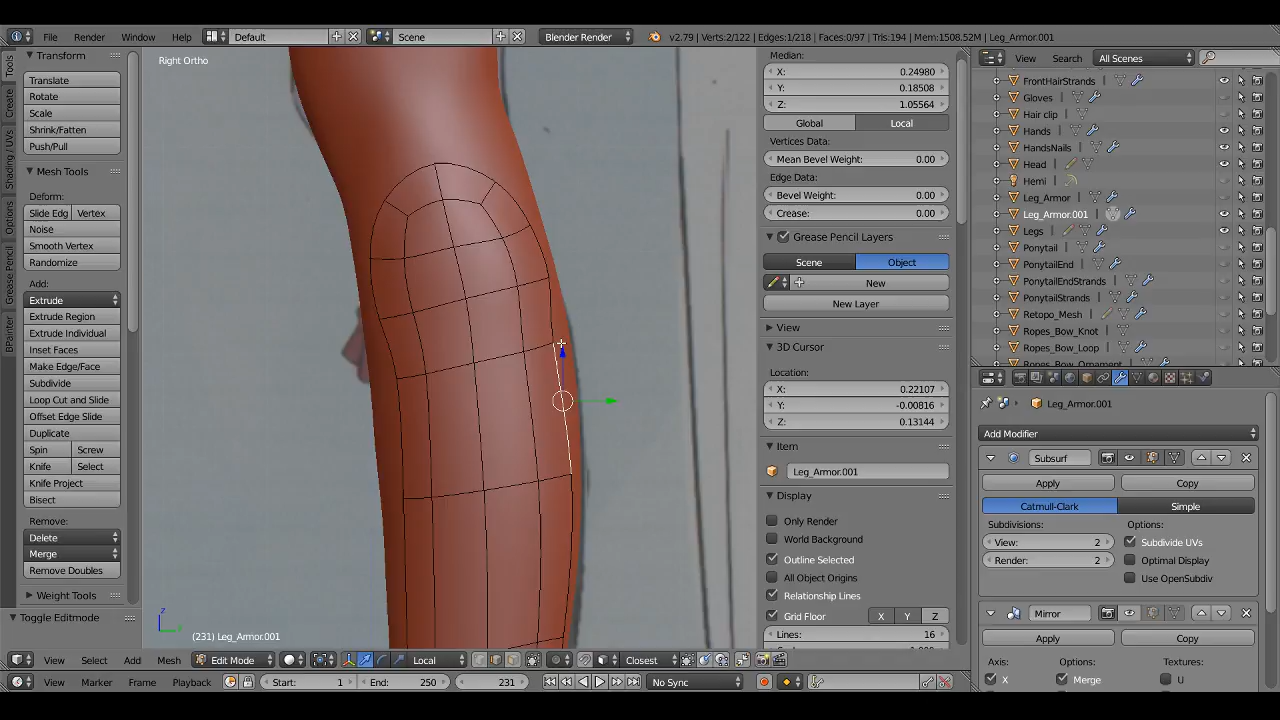 File Render Window Help Default Scene Blender Render v2.79 | Verts:2/122 | Edges:1/218 | Faces:0/97 | Tris:194 | Mem:1508.52M | Leg_Armor.001
Tools
Create
Shading / UVs
Options
Grease Pencil
BPainter
Transform
Translate
Rotate
Scale
Shrink/Fatten
Push/Pull
Mesh Tools
Deform:
Slide Edg Vertex
Noise
Smooth Vertex
Randomize
Add:
Extrude
Extrude Region
Extrude Individual
Inset Faces
Make Edge/Face
Subdivide
Loop Cut and Slide
Offset Edge Slide
Duplicate
Spin Screw
Knife Select
Knife Project
Bisect
Remove:
Delete
Merge
Remove Doubles
Weight Tools
Toggle Editmode
Right Ortho
z
(231) Leg_Armor.001
Median:
X: 0.24980
Y: 0.18508
Z: 1.05564
Global Local
Vertices Data:
Mean Bevel Weight: 0.00
Edge Data:
Bevel Weight: 0.00
Crease: 0.00
Grease Pencil Layers
Scene Object
New
New Layer
View
3D Cursor
Location:
X: 0.22107
Y: -0.00816
Z: 0.13144
Item
Leg_Armor.001
Display
Only Render
World Background
Outline Selected
All Object Origins
Relationship Lines
Grid Floor X Y Z
Lines: 16
View Search All Scenes
FrontHairStrands
Gloves
Hair clip
Hands
HandsNails
Head
Hemi
Leg_Armor
Leg_Armor.001
Legs
Ponytail
PonytailEnd
PonytailEndStrands
PonytailStrands
Retopo_Mesh
Ropes_Bow_Knot
Ropes_Bow_Loop
Ropes_Bow_Ornament
Leg_Armor.001
Add Modifier
Subsurf
Apply Copy
Catmull-Clark Simple
Subdivisions: Options:
View: 2 Subdivide UVs
Render: 2 Optimal Display
Use OpenSubdiv
Mirror
Apply Copy
Axis: Options: Textures:
X Merge U
View Select Add Mesh Edit Mode Local Closest
View Marker Frame Playback Start: 1 End: 250 231 No Sync